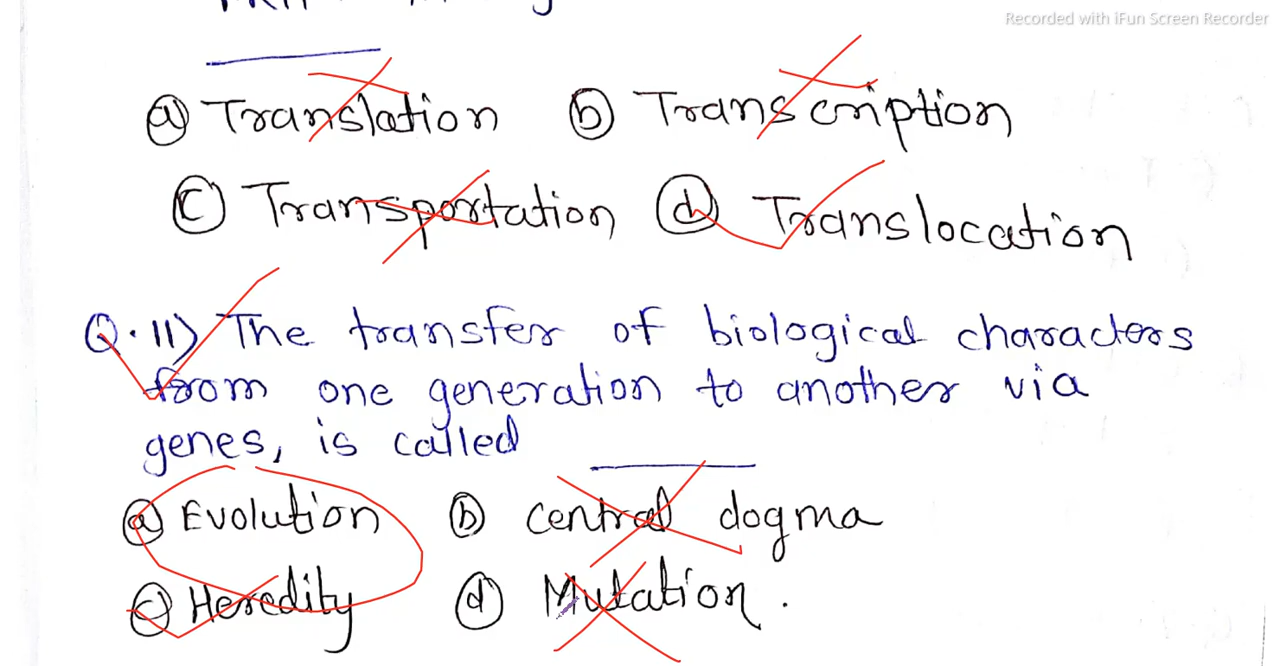 Recorded with iFun Screen Recorder
(a) Translation (b) Transcription
(c) Transportation (d) Translocation
Q.11) The transfer of biological characters
from one generation to another via
genes, is called
(a) Evolution (b) central dogma
(c) Heredity (d) Mutation.